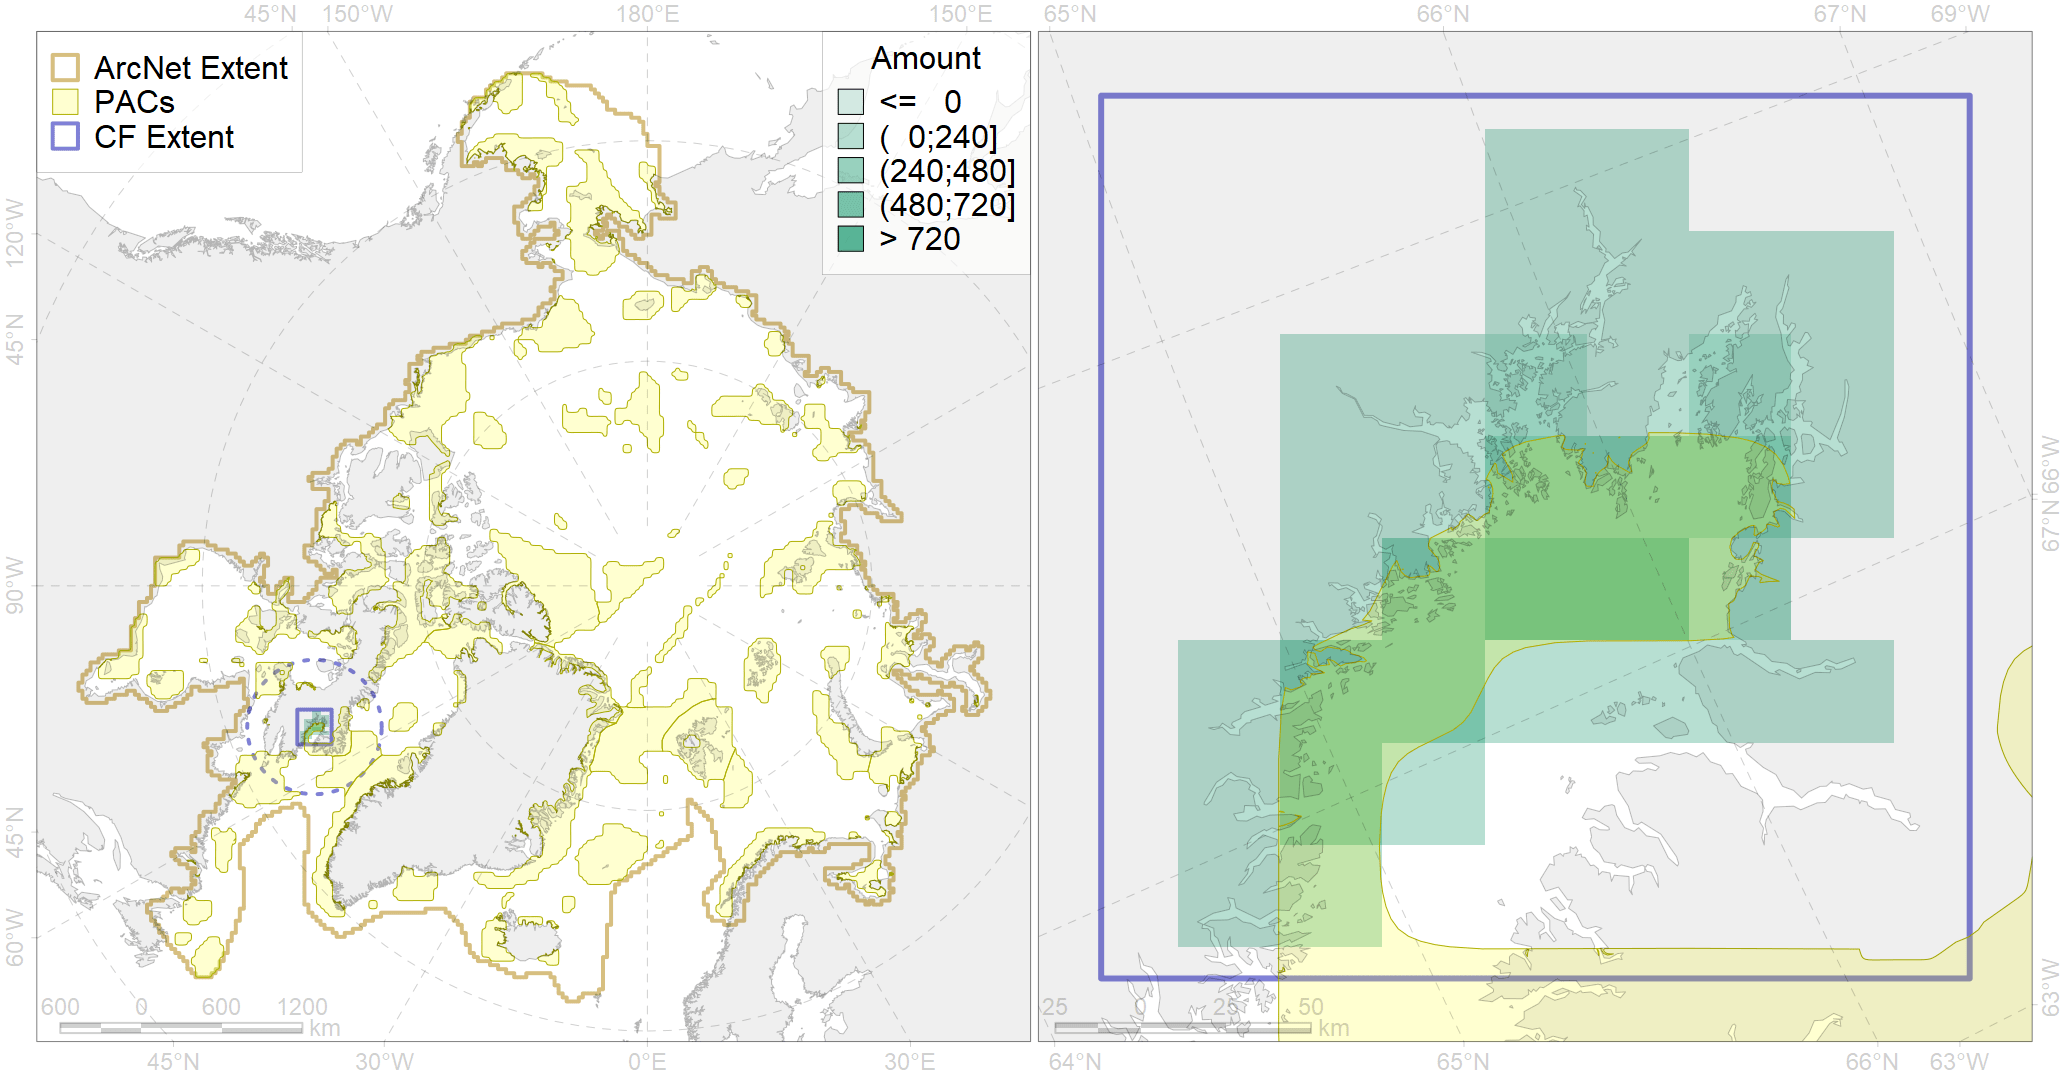 45°N 150°W 180°E 150°E 65°N 66°N 67°N 69°W
ArcNet Extent
PACs
CF Extent
Amount
<= 0
( 0;240]
(240;480]
(480;720]
> 720
120°W
45°N
90°W
45°N
60°W
66°W
67°N
63°W
600 0 600 1200
km
25 0 25 50
km
45°N 30°W 0°E 30°E 64°N 65°N 66°N 63°W